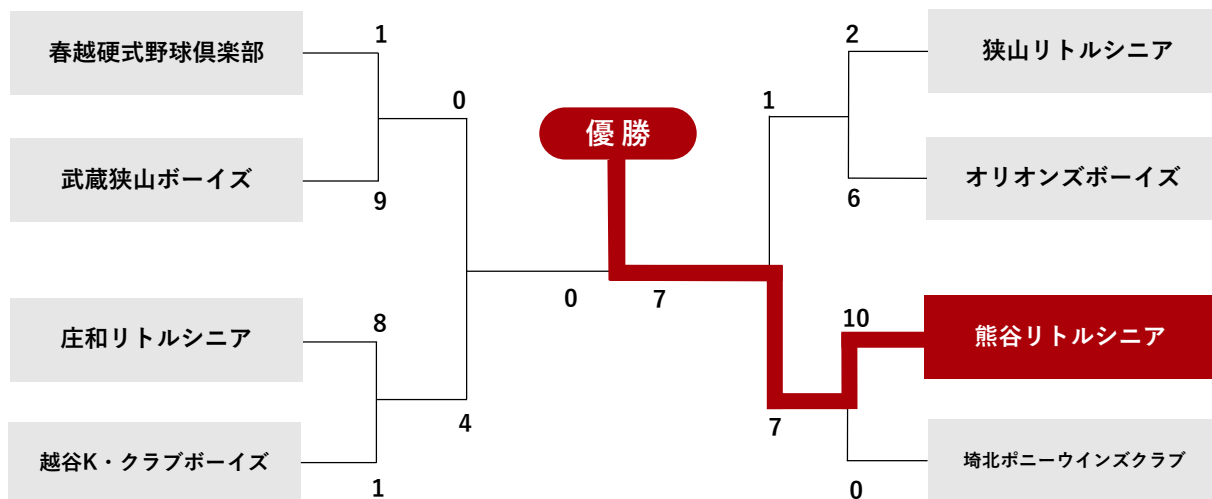 春越硬式野球倶楽部
1
武蔵狭山ボーイズ
9
0
庄和リトルシニア
8
越谷K・クラブボーイズ
1
4
0
優勝
7
1
7
2
狭山リトルシニア
オリオンズボーイズ
6
10
熊谷リトルシニア
埼北ポニーウインズクラブ
0